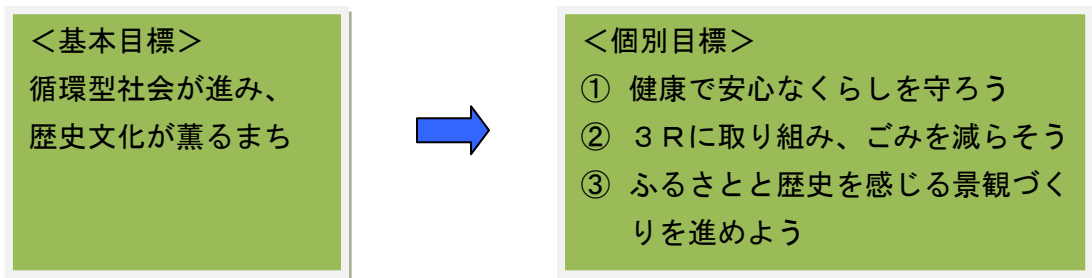 ＜基本目標＞
循環型社会が進み、
歴史文化が薫るまち
＜個別目標＞
① 健康で安心なくらしを守ろう
② ３Ｒに取り組み、ごみを減らそう
③ ふるさとと歴史を感じる景観づく
りを進めよう